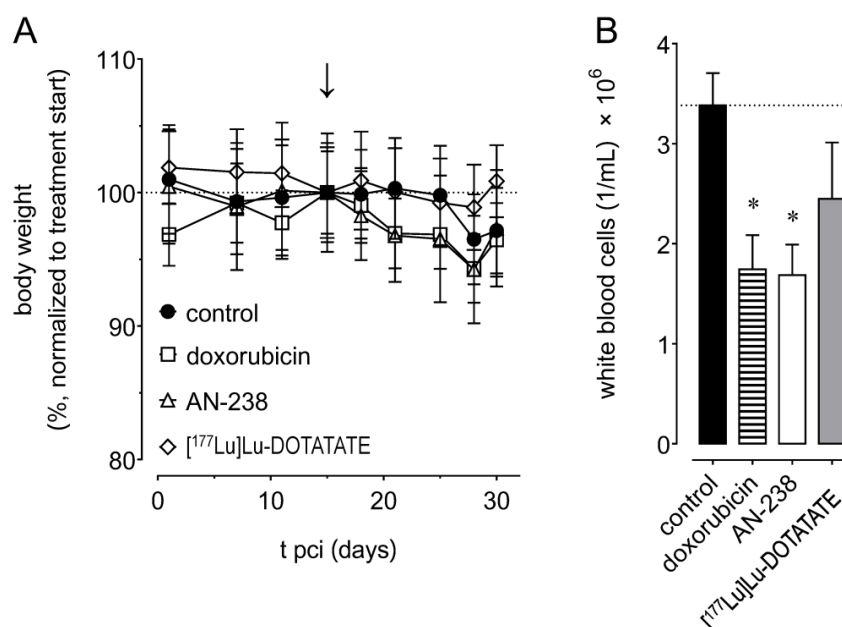 A
110
100
90
80
body weight
(%, normalized to treatment start)
↓
control
doxorubicin
AN-238
[¹⁷⁷Lu]Lu-DOTATATE
0
10
20
30
t pci (days)
B
4
3
2
1
0
white blood cells (1/mL) × 10⁶
*
*
control
doxorubicin
AN-238
[¹⁷⁷Lu]Lu-DOTATATE